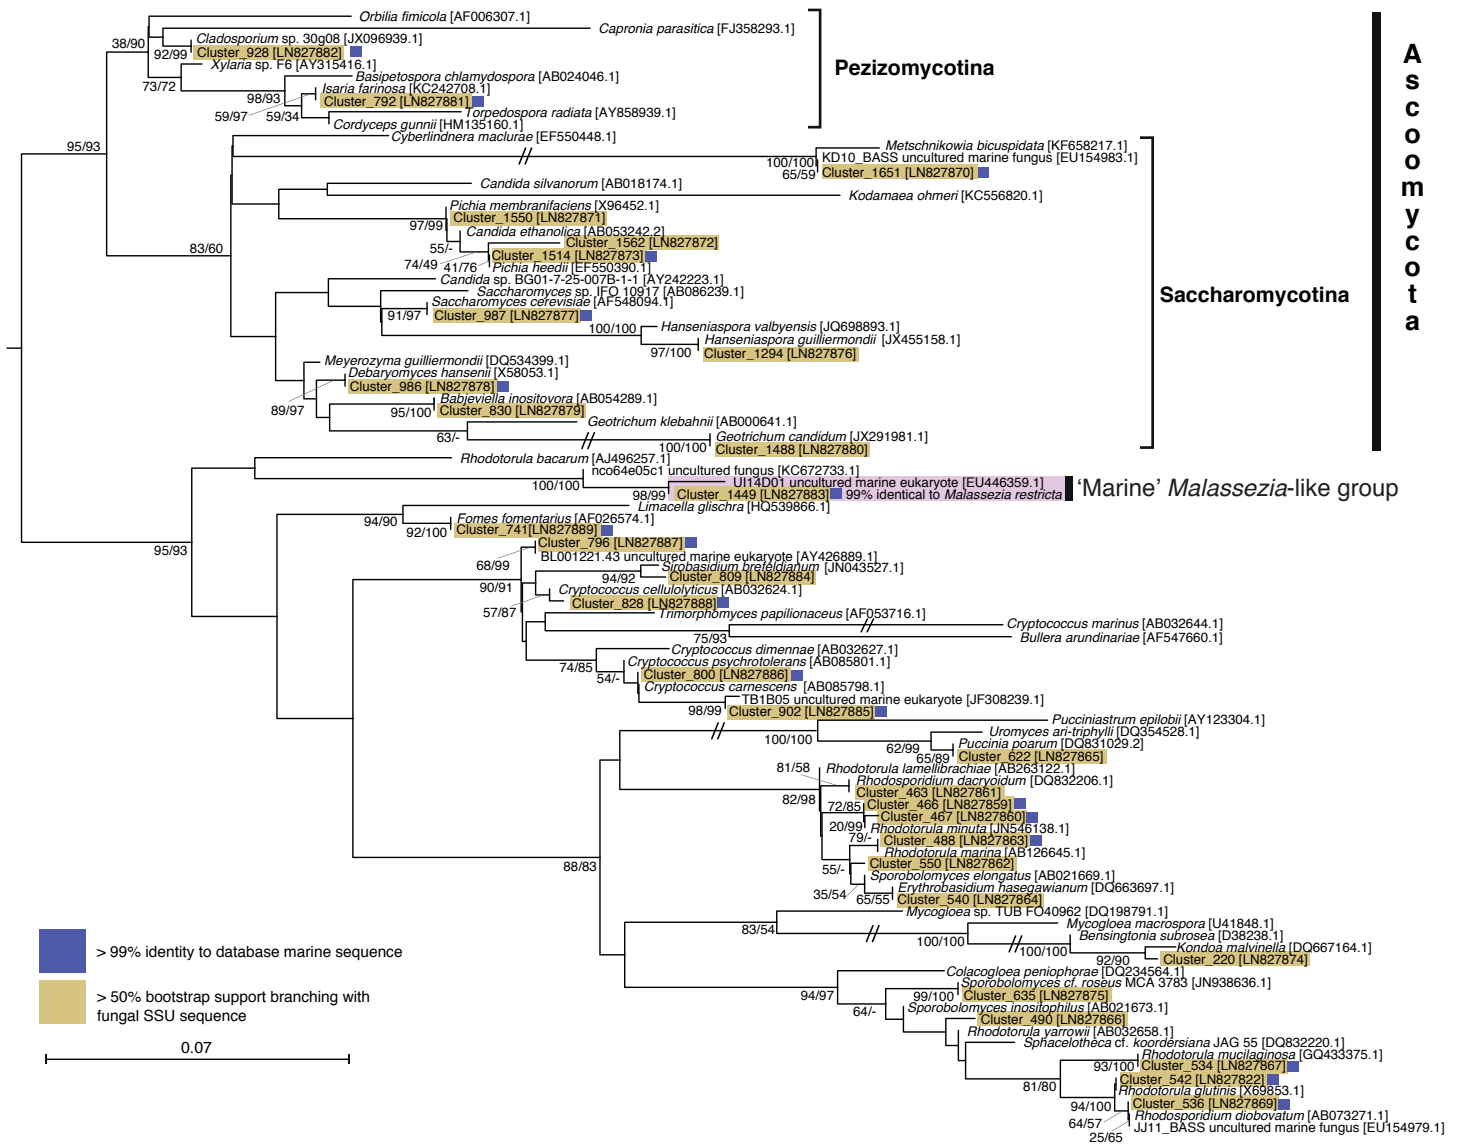 Orbilia fimicola [AF006307.1]
Capronia parasitica [FJ358293.1]
38/90
Cladosporium sp. 30g08 [JX096939.1]
92/99
Cluster_928 [LN827882]
Xylaria sp. F6 [AY315416.1]
73/72
Basipetospora chlamydospora [AB024046.1]
Isaria farinosa [KC242708.1]
98/93
Cluster_792 [LN827881]
59/97
59/34
Torpedospora radiata [AY858939.1]
Cordyceps gunnii [HM135160.1]
Pezizomycotina
95/93
Cyberlindnera maclurae [EF550448.1]
Metschnikowia bicuspidata [KF658217.1]
100/100
KD10_BASS uncultured marine fungus [EU154983.1]
65/59
Cluster_1651 [LN827870]
Candida silvanorum [AB018174.1]
Kodamaea ohmeri [KC556820.1]
Pichia membranifaciens [X96452.1]
97/99
Cluster_1550 [LN827871]
Candida ethanolica [AB053242.2]
55/-
Cluster_1562 [LN827872]
83/60
Cluster_1514 [LN827873]
74/49
41/76
Pichia heedii [EF550390.1]
Candida sp. BG01-7-25-007B-1-1 [AY242223.1]
Saccharomyces sp. IFO 10917 [AB086239.1]
Saccharomyces cerevisiae [AF548094.1]
91/97
Cluster_987 [LN827877]
100/100
Hanseniaspora valbyensis [JQ698893.1]
Hanseniaspora guilliermondii [JX455158.1]
97/100
Cluster_1294 [LN827876]
Meyerozyma guilliermondii [DQ534399.1]
Debaryomyces hansenii [X58053.1]
Cluster_986 [LN827878]
89/97
Babjeviella inositovora [AB054289.1]
95/100
Cluster_830 [LN827879]
Geotrichum klebahnii [AB000641.1]
63/-
Geotrichum candidum [JX291981.1]
100/100
Cluster_1488 [LN827880]
Saccharomycotina
Ascoomycota
Rhodotorula bacarum [AJ496257.1]
nco64e05c1 uncultured fungus [KC672733.1]
100/100
UI14D01 uncultured marine eukaryote [EU446359.1]
98/99
Cluster_1449 [LN827883] 99% identical to Malassezia restricta
'Marine' Malassezia-like group
Limacella glischra [HQ539866.1]
94/90
Fomes fomentarius [AF026574.1]
92/100
Cluster_741[LN827889]
95/93
Cluster_796 [LN827887]
BL001221.43 uncultured marine eukaryote [AY426889.1]
68/99
Sirobasidium brefeldianum [JN043527.1]
94/92
Cluster_809 [LN827884]
90/91
Cryptococcus cellulolyticus [AB032624.1]
Cluster_828 [LN827888]
57/87
Trimorphomyces papilionaceus [AF053716.1]
Cryptococcus marinus [AB032644.1]
75/93
Bullera arundinariae [AF547660.1]
Cryptococcus dimennae [AB032627.1]
74/85
Cryptococcus psychrotolerans [AB085801.1]
54/-
Cluster_800 [LN827886]
Cryptococcus carnescens [AB085798.1]
TB1B05 uncultured marine eukaryote [JF308239.1]
98/99
Cluster_902 [LN827885]
Pucciniastrum epilobii [AY123304.1]
100/100
Uromyces ari-triphylli [DQ354528.1]
62/99
Puccinia poarum [DQ831029.2]
65/89
Cluster_622 [LN827865]
81/58
Rhodotorula lamellibrachiae [AB263122.1]
Rhodosporidium dacryoidum [DQ832206.1]
Cluster_463 [LN827861]
82/98
72/85
Cluster_466 [LN827859]
Cluster_467 [LN827860]
20/99
Rhodotorula minuta [JN546138.1]
79/-
Cluster_488 [LN827863]
Rhodotorula marina [AB126645.1]
Cluster_550 [LN827862]
55/-
Sporobolomyces elongatus [AB021669.1]
88/83
35/54
Erythrobasidium hasegawianum [DQ663697.1]
65/55
Cluster_540 [LN827864]
Mycogloea sp. TUB FO40962 [DQ198791.1]
83/54
Mycogloea macrospora [U41848.1]
100/100
Bensingtonia subrosea [D38238.1]
100/100
Kondoa malvinella [DQ667164.1]
92/90
Cluster_220 [LN827874]
Colacogloea peniophorae [DQ234564.1]
94/97
Sporobolomyces cf. roseus MCA 3783 [JN938636.1]
99/100
Cluster_635 [LN827875]
64/-
Sporobolomyces inositophilus [AB021673.1]
Cluster_490 [LN827866]
Rhodotorula yarrowii [AB032658.1]
Sphacelotheca cf. koordersiana JAG 55 [DQ832220.1]
Rhodotorula mucilaginosa [GQ433375.1]
93/100
Cluster_534 [LN827867]
81/80
Cluster_542 [LN827822]
Rhodotorula glutinis [X69853.1]
94/100
Cluster_536 [LN827869]
Rhodosporidium diobovatum [AB073271.1]
64/57
JJ11_BASS uncultured marine fungus [EU154979.1]
25/65
> 99% identity to database marine sequence
> 50% bootstrap support branching with
fungal SSU sequence
0.07